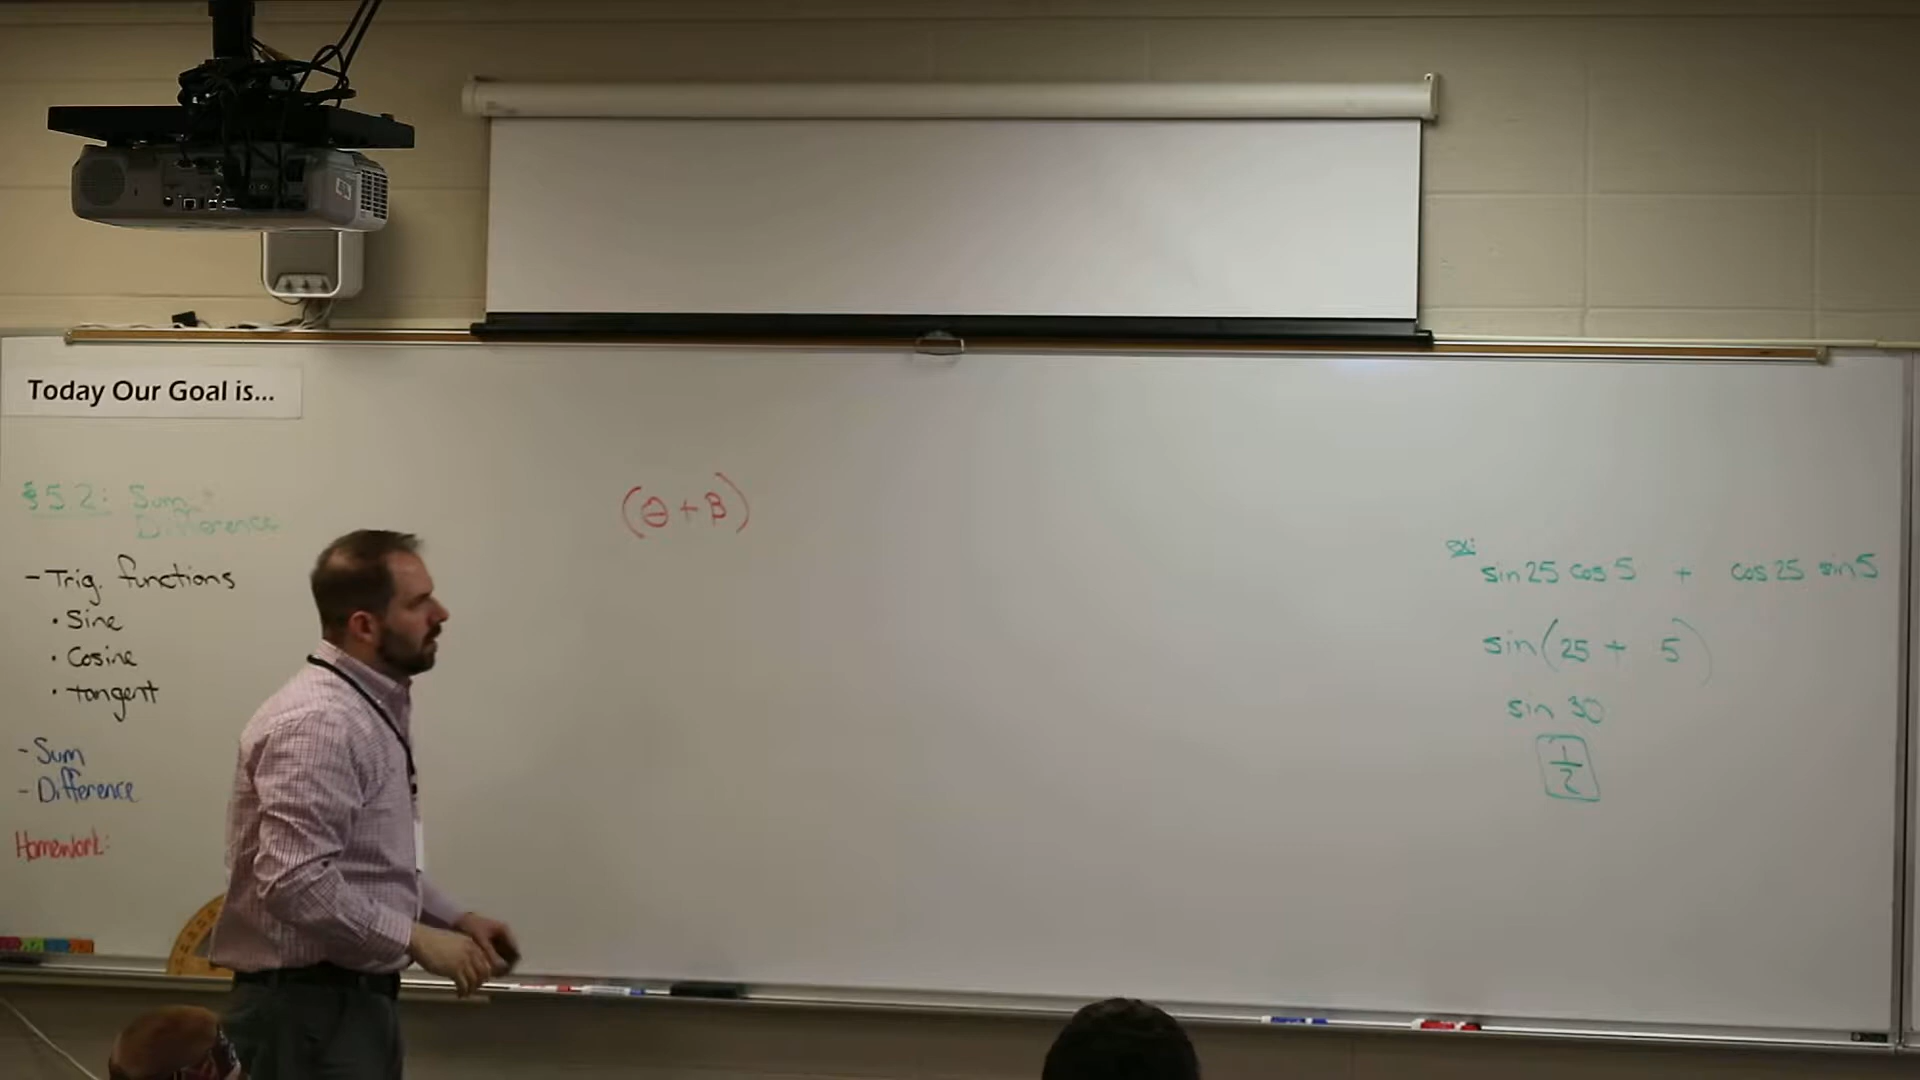 Today Our Goal is...
§5.2: Sum &
Difference
- Trig. functions
• Sine
• Cosine
• tangent
- Sum
- Difference
Homework:
(θ + β)
ex:
sin 25 cos 5 + cos 25 sin 5
sin(25 + 5)
sin 30
1/2